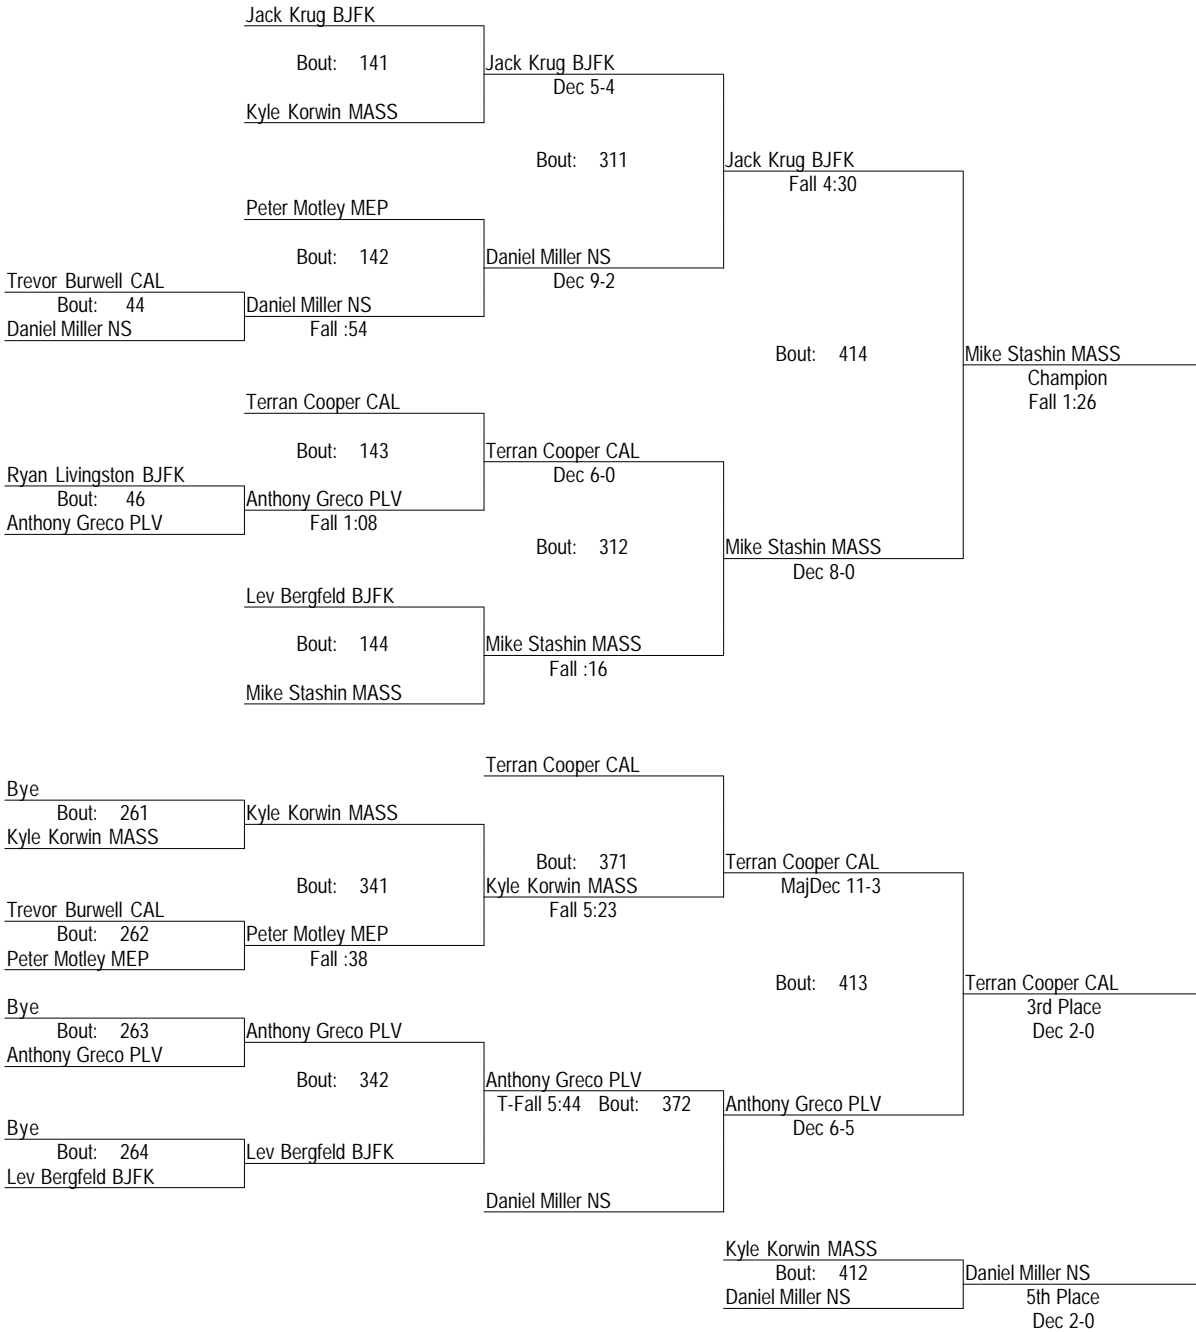 Jack Krug BJFK
Bout: 141
Jack Krug BJFK
Dec 5-4
Kyle Korwin MASS
Bout: 311
Jack Krug BJFK
Fall 4:30
Peter Motley MEP
Bout: 142
Daniel Miller NS
Dec 9-2
Trevor Burwell CAL
Bout: 44
Daniel Miller NS
Daniel Miller NS
Fall :54
Bout: 414
Mike Stashin MASS
Champion
Fall 1:26
Terran Cooper CAL
Bout: 143
Terran Cooper CAL
Dec 6-0
Ryan Livingston BJFK
Bout: 46
Anthony Greco PLV
Anthony Greco PLV
Fall 1:08
Bout: 312
Mike Stashin MASS
Dec 8-0
Lev Bergfeld BJFK
Bout: 144
Mike Stashin MASS
Fall :16
Mike Stashin MASS
Terran Cooper CAL
Bye
Bout: 261
Kyle Korwin MASS
Kyle Korwin MASS
Bout: 371
Terran Cooper CAL
MajDec 11-3
Bout: 341
Kyle Korwin MASS
Fall 5:23
Trevor Burwell CAL
Bout: 262
Peter Motley MEP
Peter Motley MEP
Fall :38
Bout: 413
Terran Cooper CAL
3rd Place
Dec 2-0
Bye
Bout: 263
Anthony Greco PLV
Anthony Greco PLV
Bout: 342
Anthony Greco PLV
T-Fall 5:44 Bout: 372
Anthony Greco PLV
Dec 6-5
Bye
Bout: 264
Lev Bergfeld BJFK
Lev Bergfeld BJFK
Daniel Miller NS
Kyle Korwin MASS
Bout: 412
Daniel Miller NS
Daniel Miller NS
5th Place
Dec 2-0